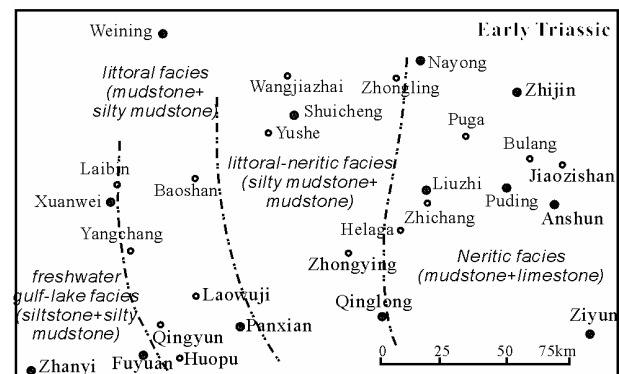 Early Triassic
Weining
Nayong
littoral facies
(mudstone+
silty mudstone)
Wangjiazhai
Zhongling
Zhijin
Shuicheng
Puga
Yushe
Bulang
Laibin
littoral-neritic facies
(silty mudstone+
mudstone)
Jiaozishan
Baoshan
Liuzhi
Xuanwei
Puding
Zhichang
Anshun
Yangchang
Helaga
Zhongying
Neritic facies
(mudstone+limestone)
freshwater
gulf-lake facies
(siltstone+silty
mudstone)
Laowuji
Qinglong
Qingyun
Panxian
Ziyun
Fuyuan
Huopu
Zhanyi
0 25 50 75km